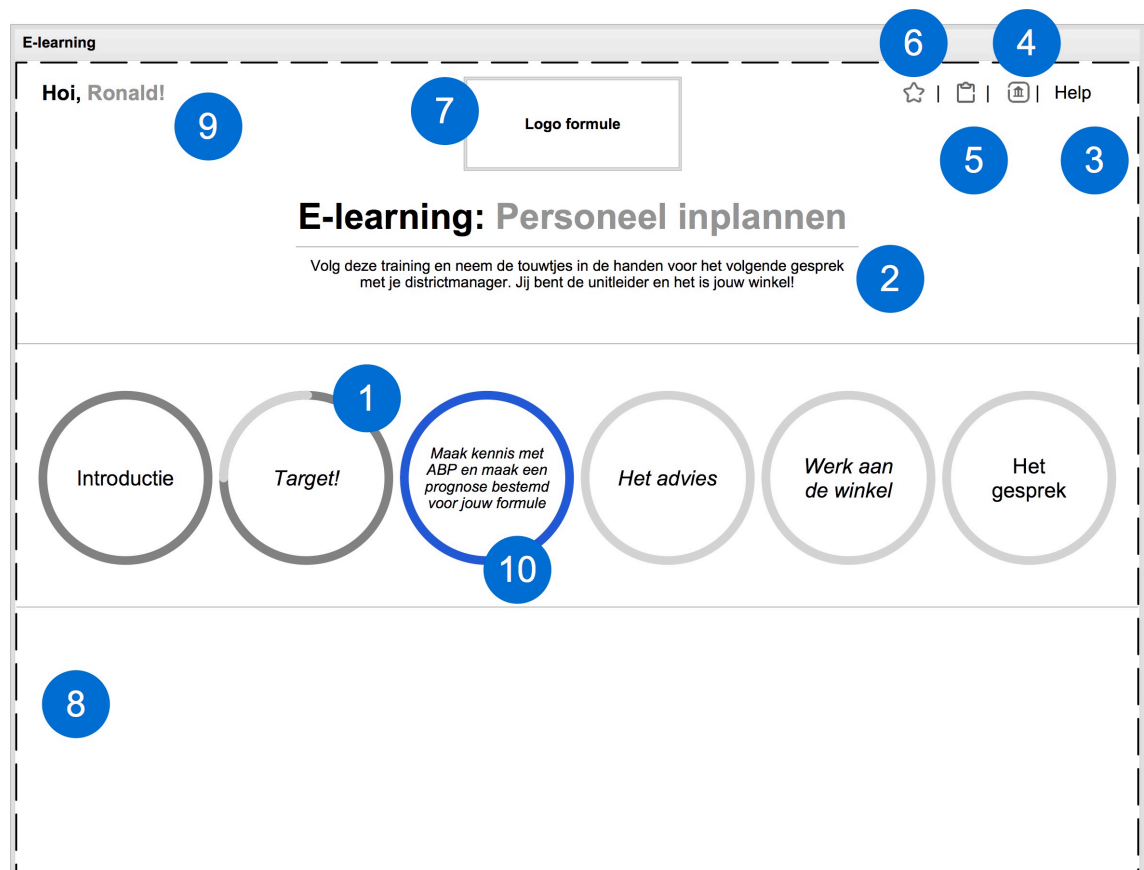 E-learning
6
4
Hoi, Ronald!
9
7
Logo formule
| | | Help
5
3
E-learning: Personeel inplannen
Volg deze training en neem de touwtjes in de handen voor het volgende gesprek
met je districtmanager. Jij bent de unitleider en het is jouw winkel!
2
1
Introductie
Target!
Maak kennis met
ABP en maak een
prognose bestemd
voor jouw formule
Het advies
Werk aan
de winkel
Het
gesprek
10
8